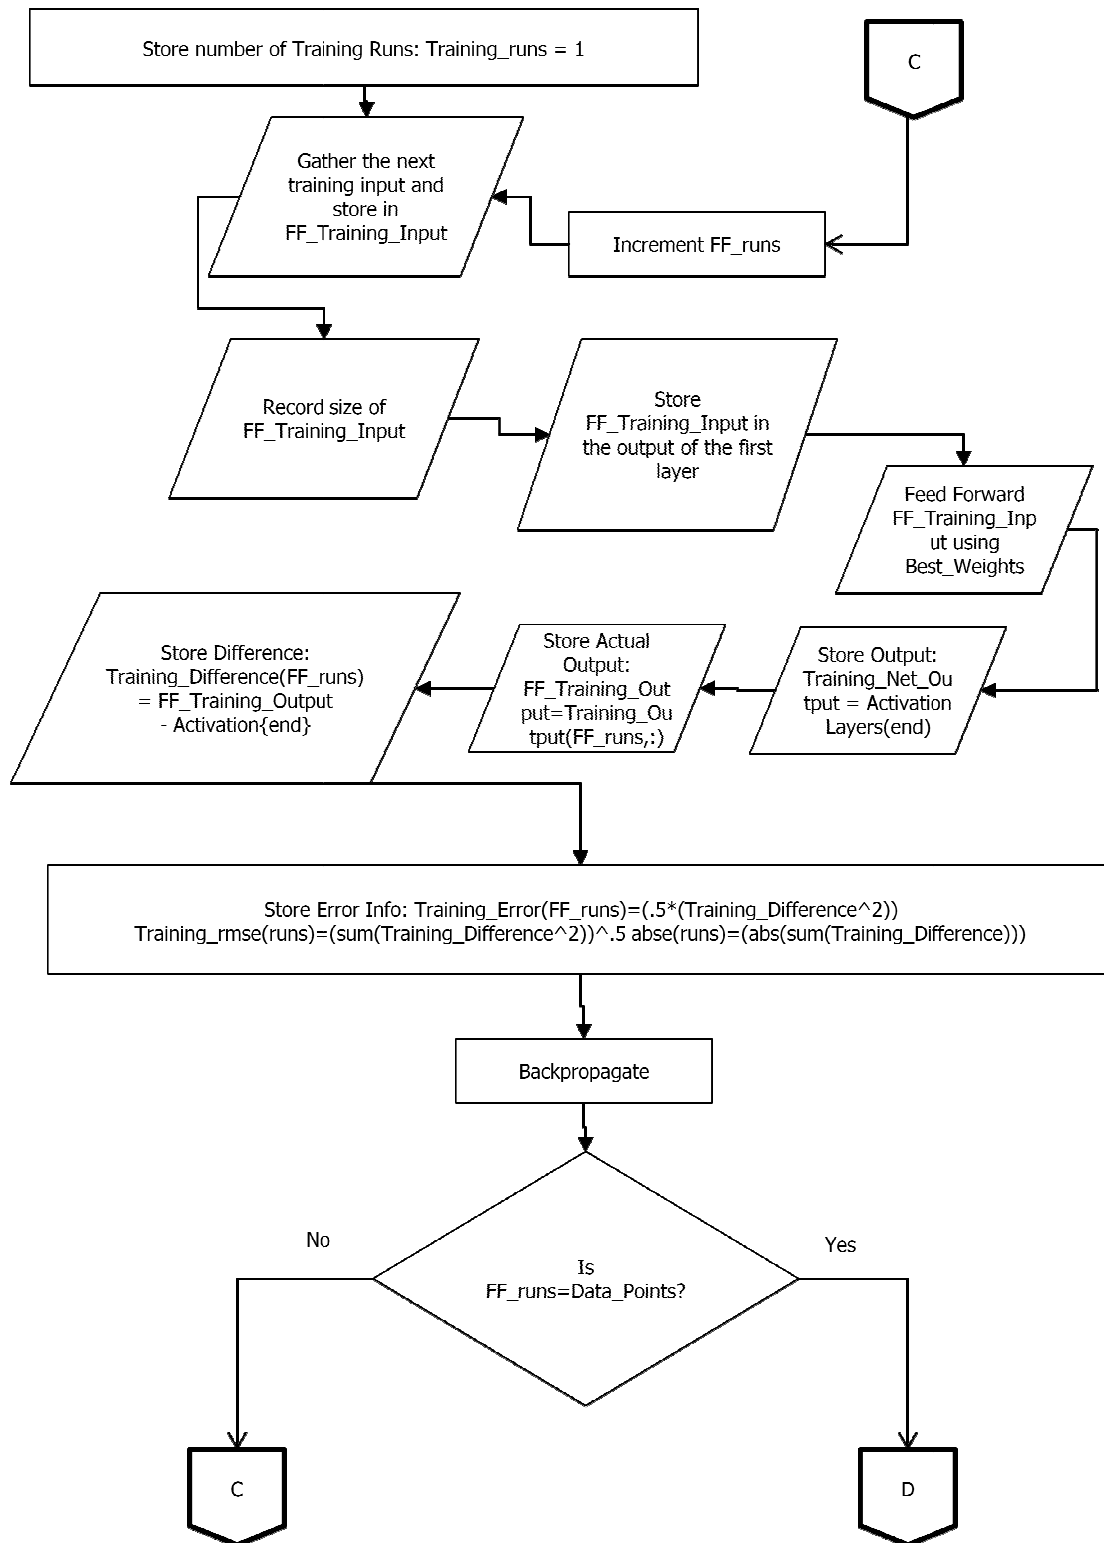 Store number of Training Runs: Training_runs = 1
C
Gather the next
training input and
store in
FF_Training_Input
Increment FF_runs
Record size of
FF_Training_Input
Store
FF_Training_Input in
the output of the first
layer
Feed Forward
FF_Training_Inp
ut using
Best_Weights
Store Output:
Training_Net_Ou
tput = Activation
Layers(end)
Store Actual
Output:
FF_Training_Out
put=Training_Ou
tput(FF_runs,:)
Store Difference:
Training_Difference(FF_runs)
= FF_Training_Output
- Activation{end}
Store Error Info: Training_Error(FF_runs)=(.5*(Training_Difference^2))
Training_rmse(runs)=(sum(Training_Difference^2))^.5 abse(runs)=(abs(sum(Training_Difference)))
Backpropagate
Is
FF_runs=Data_Points?
No
Yes
C
D